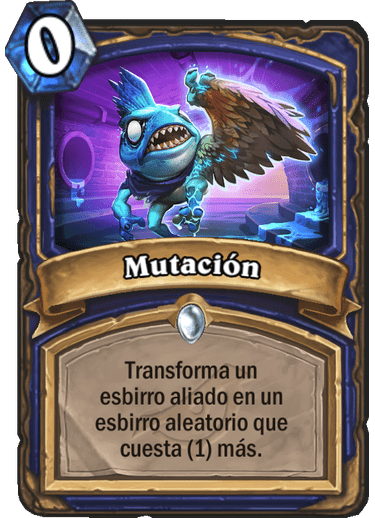 0
Mutación
Transforma un
esbirro aliado en un
esbirro aleatorio que
cuesta (1) más.